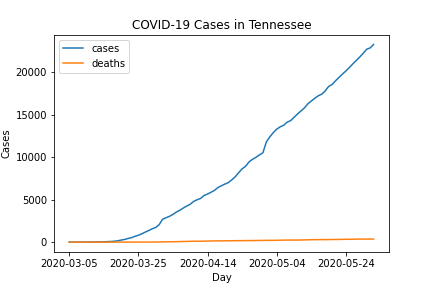 COVID-19 Cases in Tennessee
cases
deaths
20000
15000
10000
5000
0
Cases
2020-03-05 2020-03-25 2020-04-14 2020-05-04 2020-05-24
Day